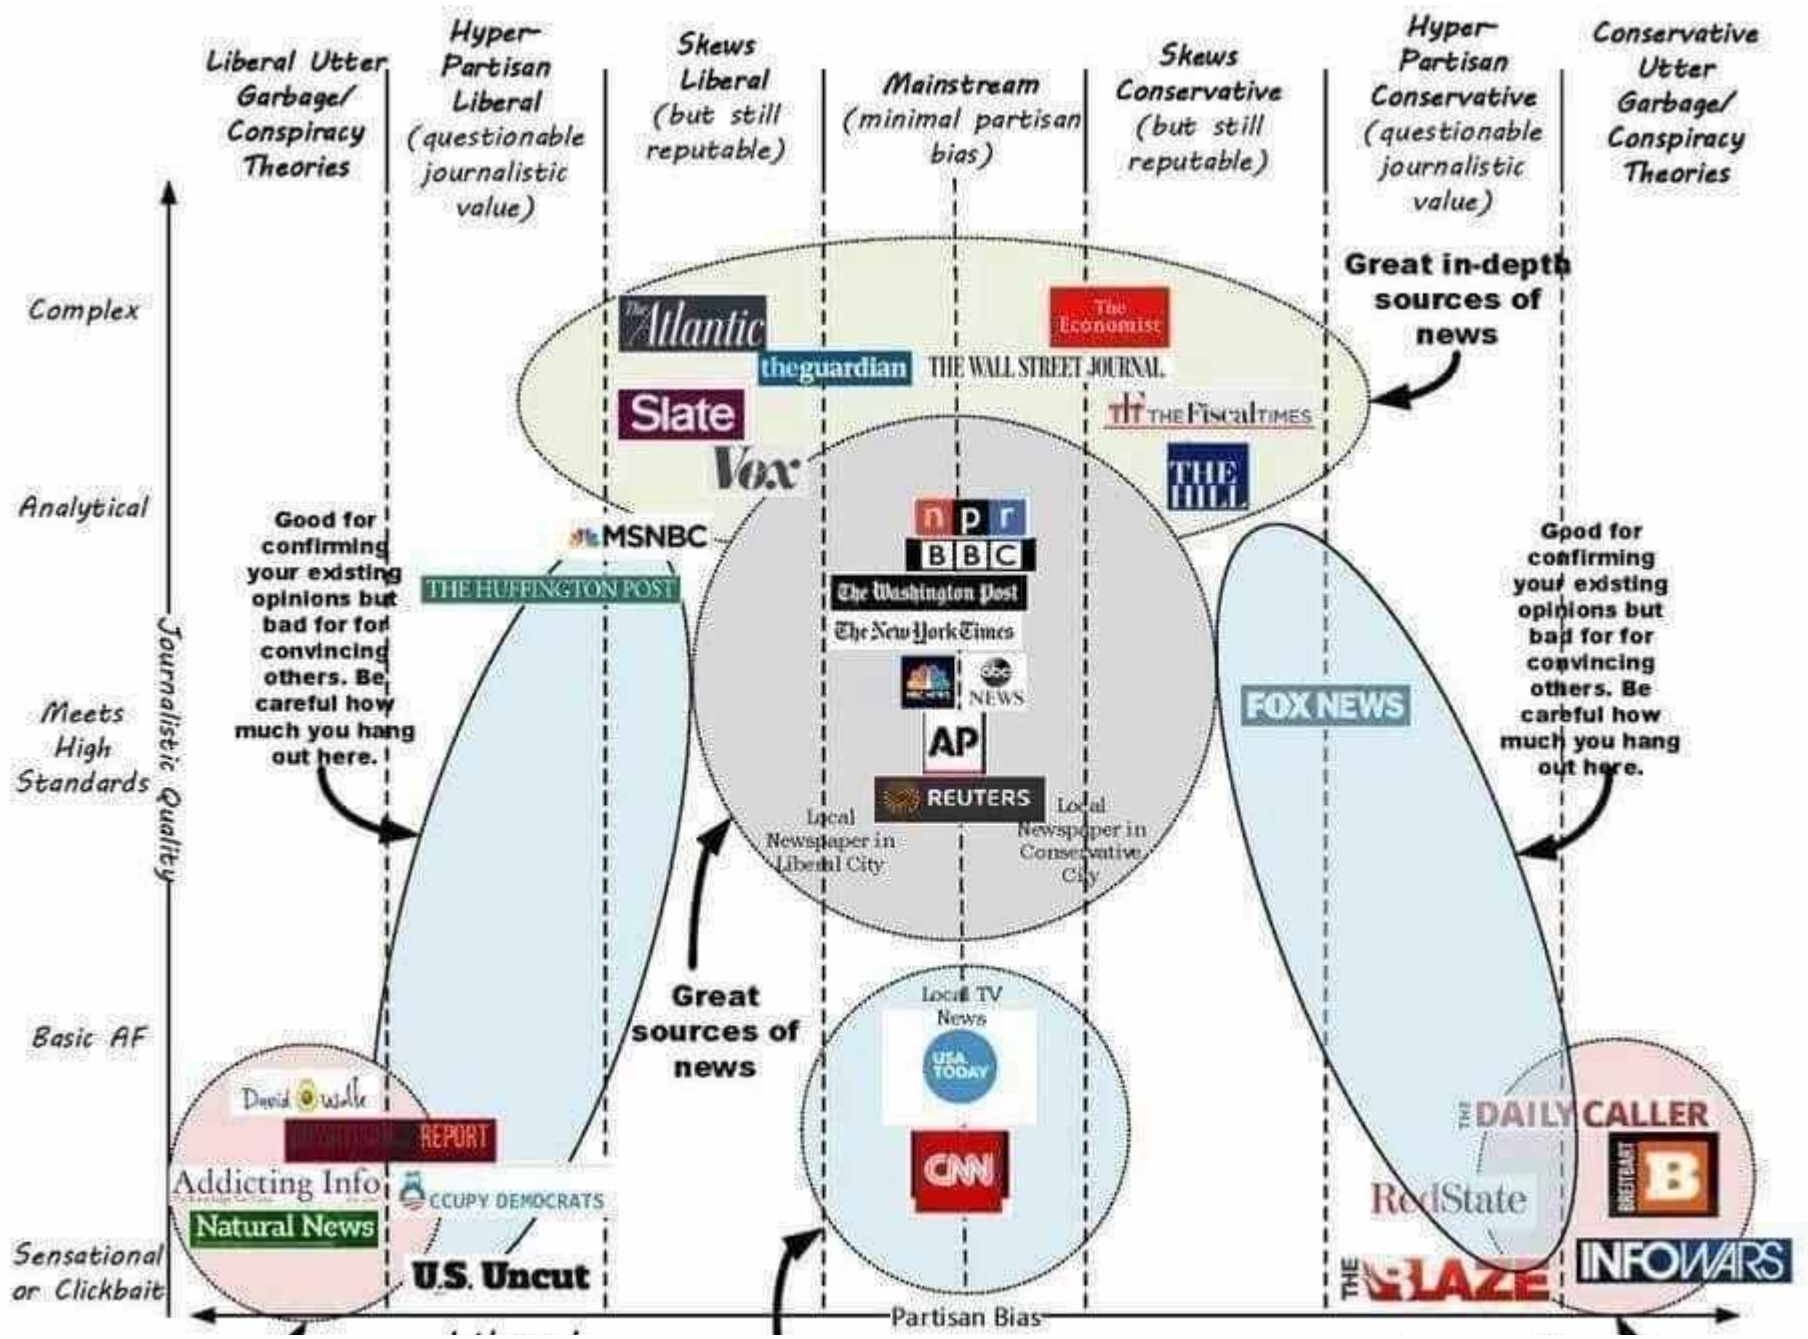 Liberal Utter
Garbage/
Conspiracy
Theories
Hyper-
Partisan
Liberal
(questionable
journalistic
value)
Skews
Liberal
(but still
reputable)
Mainstream
(minimal partisan
bias)
Skews
Conservative
(but still
reputable)
Hyper-
Partisan
Conservative
(questionable
journalistic
value)
Conservative
Utter
Garbage/
Conspiracy
Theories
Complex
Analytical
Meets
High
Standards
Basic AF
Sensational
or Clickbait
Journalistic Quality
Great in-depth
sources of
news
The
Atlantic
The
Economist
theguardian
THE WALL STREET JOURNAL.
Slate
TFT THE FISCAL TIMES
Vox
THE
HILL
Good for
confirming
your existing
opinions but
bad for for
convincing
others. Be
careful how
much you hang
out here.
MSNBC
THE HUFFINGTON POST
npr
BBC
The Washington Post
The New York Times
NBC NEWS
abc
NEWS
AP
REUTERS
Local
Newspaper in
Liberal City
Local
Newspaper in
Conservative
City
FOX NEWS
Good for
confirming
your existing
opinions but
bad for for
convincing
others. Be
careful how
much you hang
out here.
Great
sources of
news
Local TV
News
USA
TODAY
CNN
David Wolfe
REPORT
Addicting Info
OCCUPY DEMOCRATS
Natural News
U.S. Uncut
THE DAILY CALLER
BREITBART
B
RedState
THE BLAZE
INFOWARS
Partisan Bias